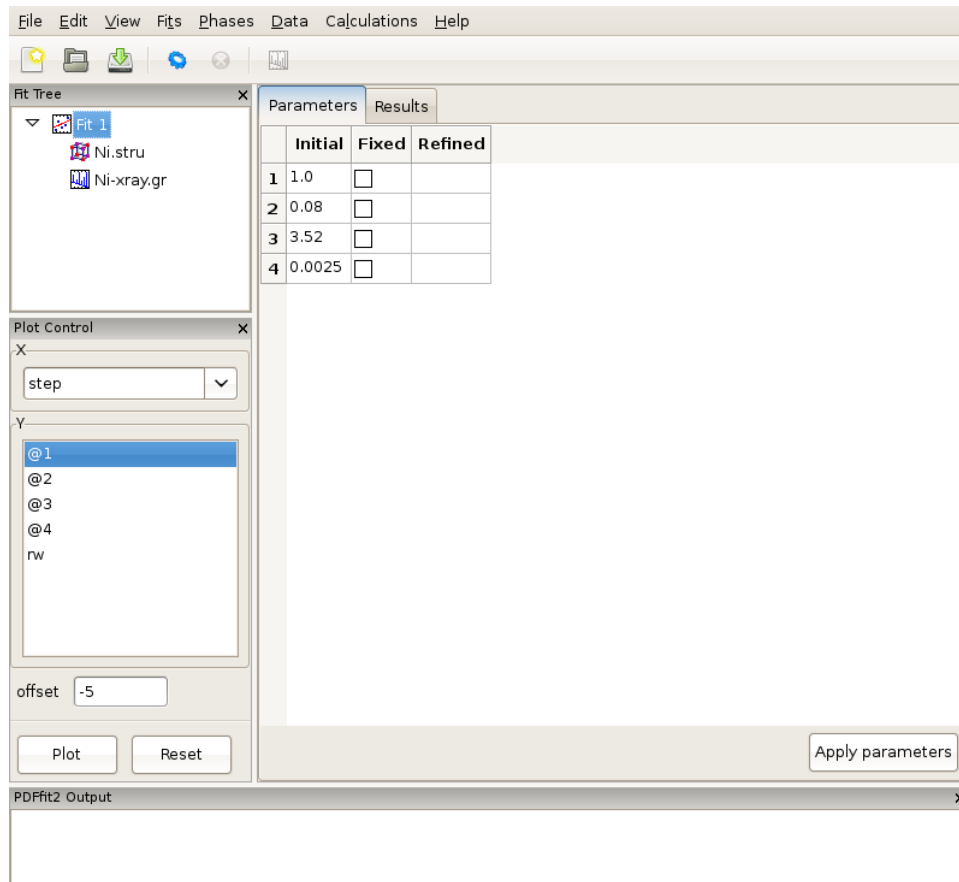 File Edit View Fits Phases Data Calculations Help
Fit Tree
Fit 1
Ni.stru
Ni-xray.gr
Plot Control
X
step
Y
@1
@2
@3
@4
rw
offset -5
Plot Reset
Parameters Results
Initial Fixed Refined
1 1.0
2 0.08
3 3.52
4 0.0025
Apply parameters
PDFfit2 Output